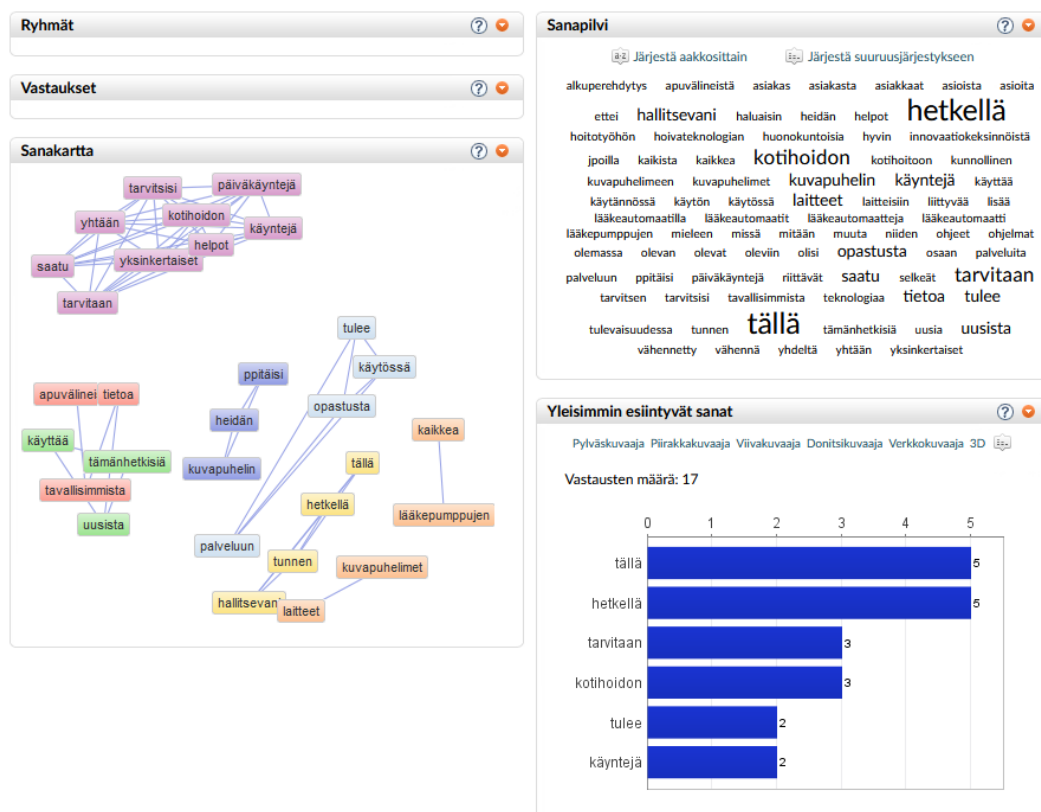 Ryhmät
Vastaukset
Sanakartta
tarvitsisi
päiväkäyntejä
yhtään
kotihoidon
käyntejä
helpot
saatu
yksinkertaiset
tarvitaan
tulee
ppitäisi
käytössä
apuvälinei
tietoa
opastusta
heidän
kaikkea
käyttää
tämänhetkisiä
kuvapuhelin
tällä
tavallisimmista
hetkellä
lääkepumppujen
uusista
palveluun
tunnen
kuvapuhelimet
hallitsevani
laitteet
Sanapilvi
a-z Järjestä aakkosittain Järjestä suuruusjärjestykseen
alkuperehdytys apuvälineistä asiakas asiakasta asiakkaat asioista asioita
ettei hallitsevani haluaisin heidän helpot hetkellä
hoitotyöhön hoivateknologian huonokuntoisia hyvin innovaatiokeksinnöistä
jpoilla kaikista kaikkea kotihoidon kotihoitoon kunnollinen
kuvapuhelimeen kuvapuhelimet kuvapuhelin käyntejä käyttää
käytännössä käytön käytössä laitteet laitteisiin liittyvää lisää
lääkeautomaatilla lääkeautomaatit lääkeautomaatteja lääkeautomaatti
lääkepumppujen mieleen missä mitään muuta niiden ohjeet ohjelmat
olemassa olevan olevat oleviin olisi opastusta osaan palveluita
palveluun ppitäisi päiväkäyntejä riittävät saatu selkeät tarvitaan
tarvitsen tarvitsisi tavallisimmista teknologiaa tietoa tulee
tulevaisuudessa tunnen tällä tämänhetkisiä uusia uusista
vähennetty vähennä yhdeltä yhtään yksinkertaiset
Yleisimmin esiintyvät sanat
Pylväskuvaaja Piirakkakuvaaja Viivakuvaaja Donitsikuvaaja Verkkokuvaaja 3D
Vastausten määrä: 17
0 1 2 3 4 5
tällä 5
hetkellä 5
tarvitaan 3
kotihoidon 3
tulee 2
käyntejä 2